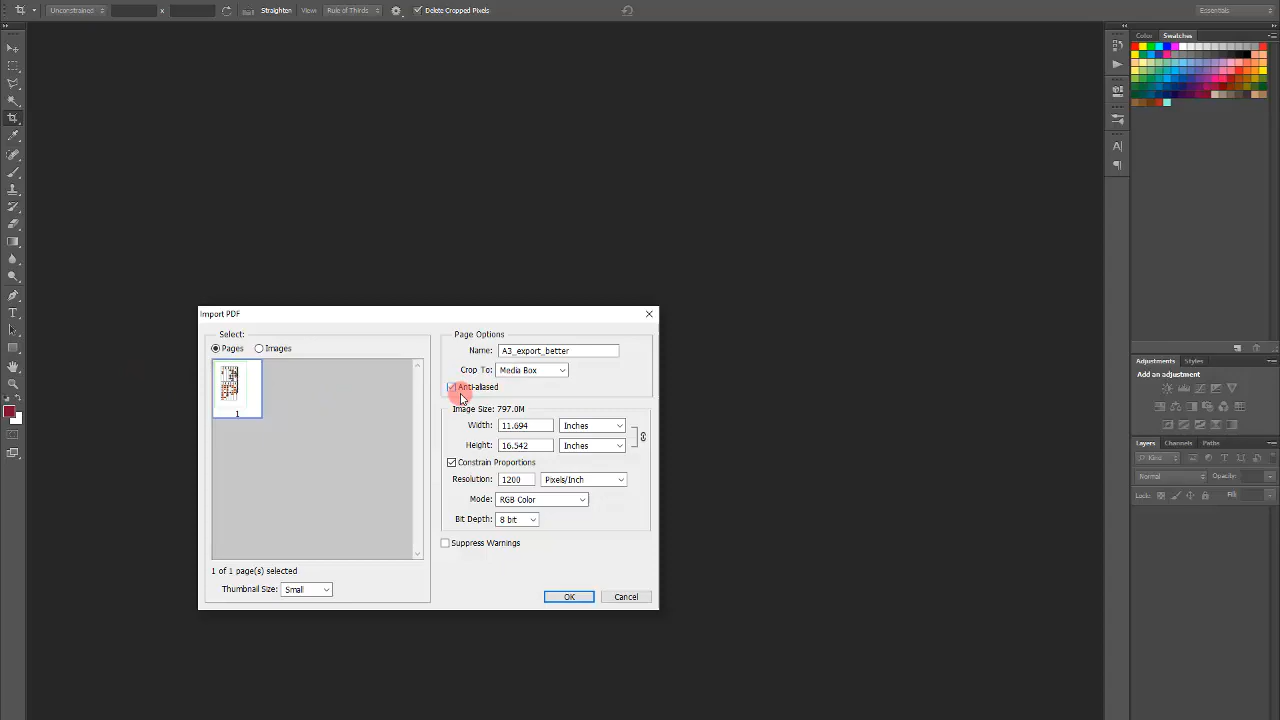 Unconstrained x Straighten View Rule of Thirds Delete Cropped Pixels Essentials
Color Swatches
Import PDF
Select:
Pages Images
1
1 of 1 page(s) selected
Thumbnail Size: Small
Page Options
Name: A3_export_better
Crop To: Media Box
Anti-aliased
Image Size: 797.0M
Width: 11.694 Inches
Height: 16.542 Inches
Constrain Proportions
Resolution: 1200 Pixels/Inch
Mode: RGB Color
Bit Depth: 8 bit
Suppress Warnings
OK Cancel
Adjustments Styles
Add an adjustment
Layers Channels Paths
Kind
Normal Opacity:
Lock: Fill: